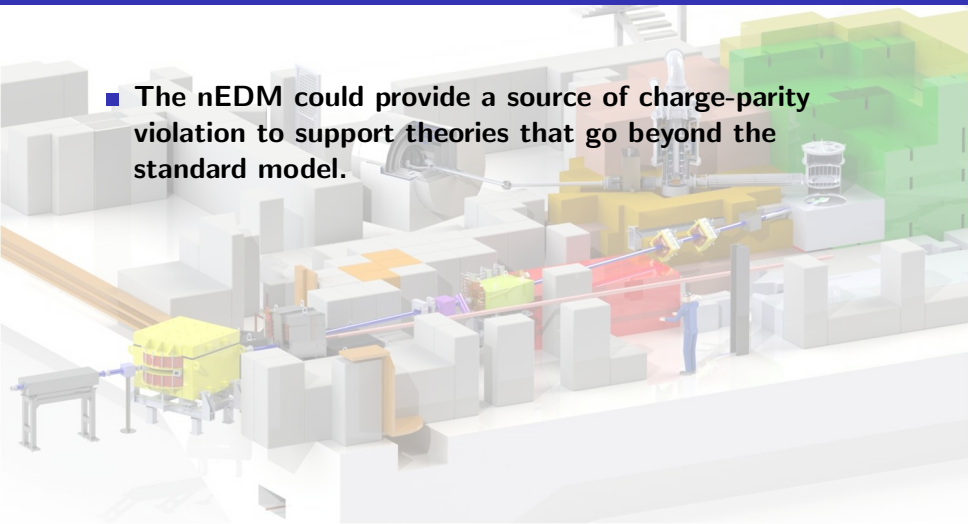 The nEDM could provide a source of charge-parity
violation to support theories that go beyond the
standard model.